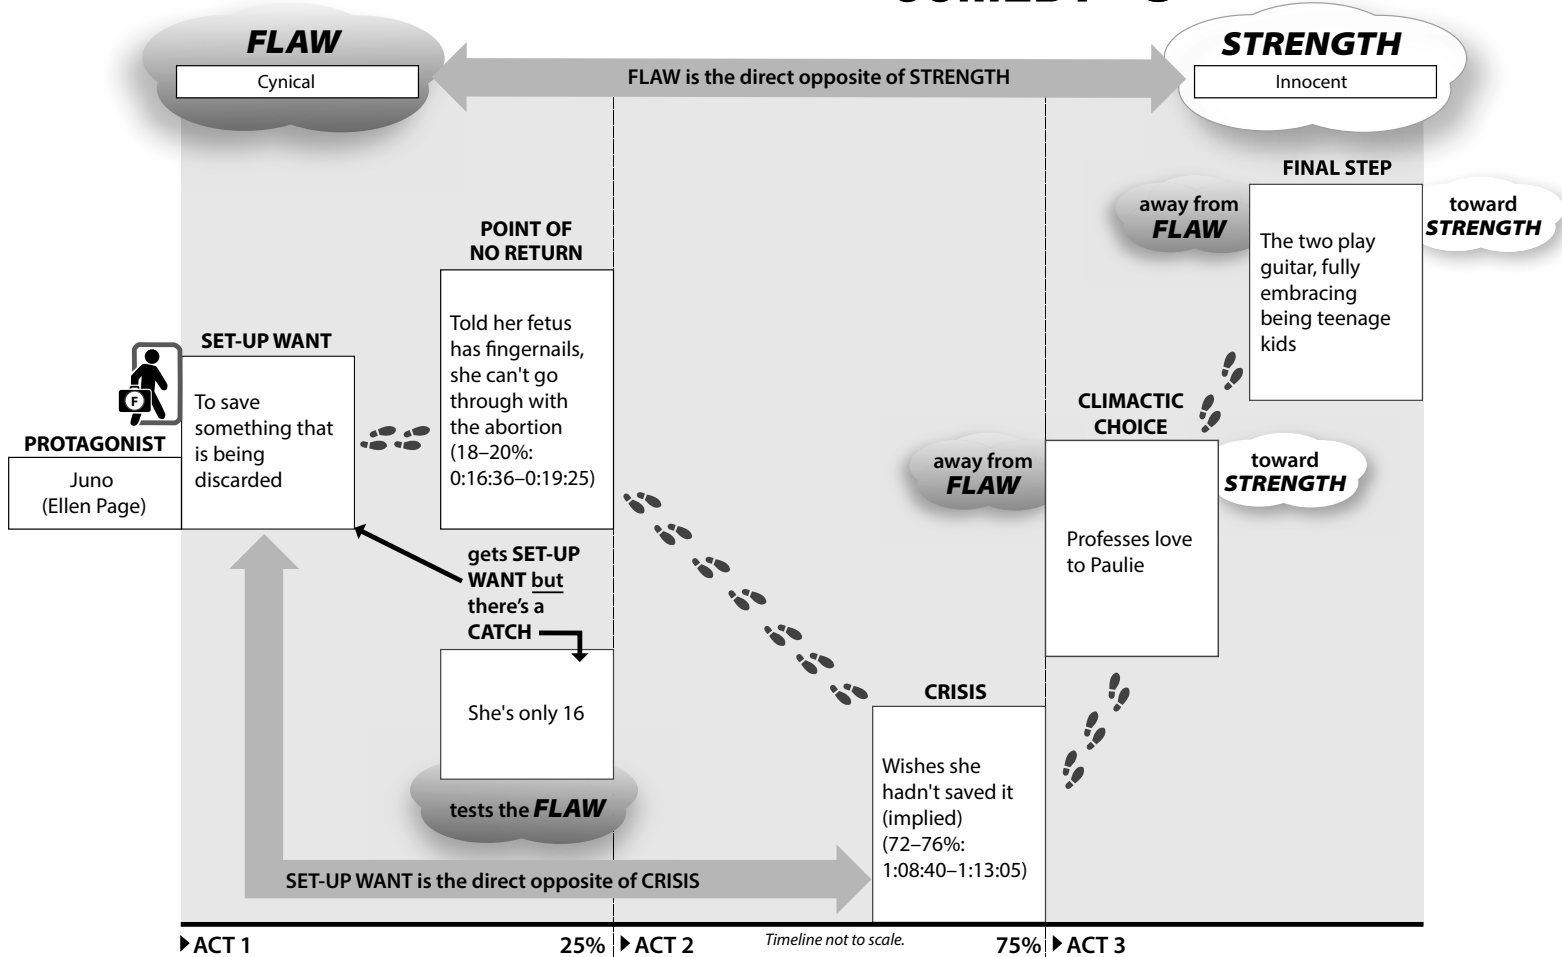 FLAW
Cynical
FLAW is the direct opposite of STRENGTH
STRENGTH
Innocent
FINAL STEP
away from
FLAW
The two play
guitar, fully
embracing
being teenage
kids
toward
STRENGTH
POINT OF
NO RETURN
Told her fetus
has fingernails,
she can't go
through with
the abortion
(18–20%:
0:16:36–0:19:25)
SET-UP WANT
To save
something that
is being
discarded
F
PROTAGONIST
Juno
(Ellen Page)
CLIMACTIC
CHOICE
away from
FLAW
Professes love
to Paulie
toward
STRENGTH
gets SET-UP
WANT but
there's a
CATCH
She's only 16
tests the FLAW
CRISIS
Wishes she
hadn't saved it
(implied)
(72–76%:
1:08:40–1:13:05)
SET-UP WANT is the direct opposite of CRISIS
ACT 1
25%
ACT 2
Timeline not to scale.
75%
ACT 3